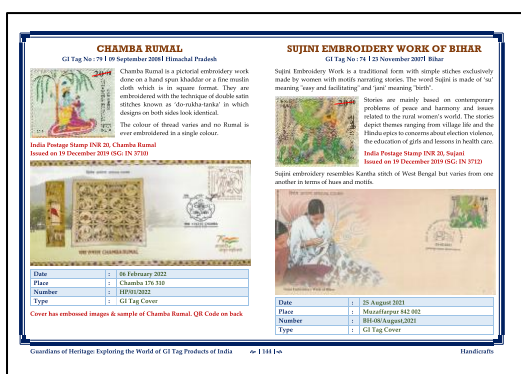 CHAMBA RUMAL
GI Tag No : 79 | 09 September 2008 | Himachal Pradesh
Chamba Rumal is a pictorial embroidery work
done on a hand spun khaddar or a fine muslin
cloth which is in square format. They are
embroidered with the technique of double satin
stitches known as 'do-rukha-tanka' in which
designs on both sides look identical.
The colour of thread varies and no Rumal is
ever embroidered in a single colour.
India Postage Stamp INR 20, Chamba Rumal
Issued on 19 December 2019 (SG: IN 3710)
CHAMBA RUMAL
Date : 06 February 2022
Place : Chamba 176 310
Number : HP/01/2022
Type : GI Tag Cover
Cover has embossed images & sample of Chamba Rumal. QR Code on back
SUJINI EMBROIDERY WORK OF BIHAR
GI Tag No : 74 | 23 November 2007 | Bihar
Sujini Embroidery Work is a traditional form with simple stiches exclusively
made by women with motifs narrating stories. The word Sujini is made of 'su'
meaning "easy and facilitating" and 'jani' meaning "birth".
Stories are mainly based on contemporary
problems of peace and harmony and issues
related to the rural women's world. The stories
depict themes ranging from village life and the
Hindu epics to concerns about election violence,
the education of girls and lessons in health care.
India Postage Stamp INR 20, Sujani
Issued on 19 December 2019 (SG: IN 3712)
Sujini embroidery resembles Kantha stitch of West Bengal but varies from one
another in terms of hues and motifs.
Sujini Embroidery Work of Bihar
Date : 25 August 2021
Place : Muzaffarpur 842 002
Number : BH-08/August,2021
Type : GI Tag Cover
Guardians of Heritage: Exploring the World of GI Tag Products of India
| 144 |
Handicrafts